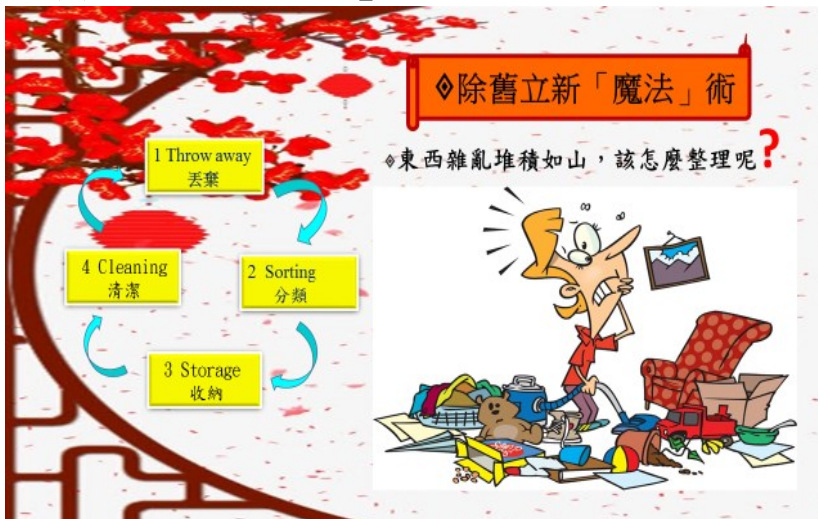 ◈除舊立新「魔法」術
◈東西雜亂堆積如山，該怎麼整理呢?
1 Throw away
丟棄
2 Sorting
分類
3 Storage
收納
4 Cleaning
清潔